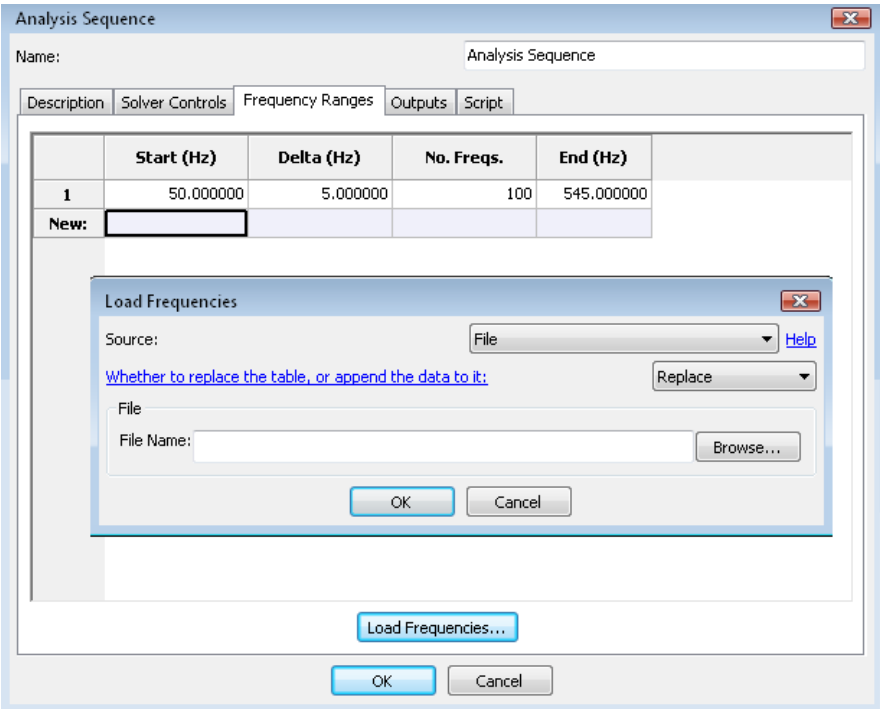 Analysis Sequence
Name: Analysis Sequence
Description Solver Controls Frequency Ranges Outputs Script
Start (Hz) Delta (Hz) No. Freqs. End (Hz)
1 50.000000 5.000000 100 545.000000
New:
Load Frequencies
Source: File Help
Whether to replace the table, or append the data to it: Replace
File
File Name: Browse...
OK Cancel
Load Frequencies...
OK Cancel